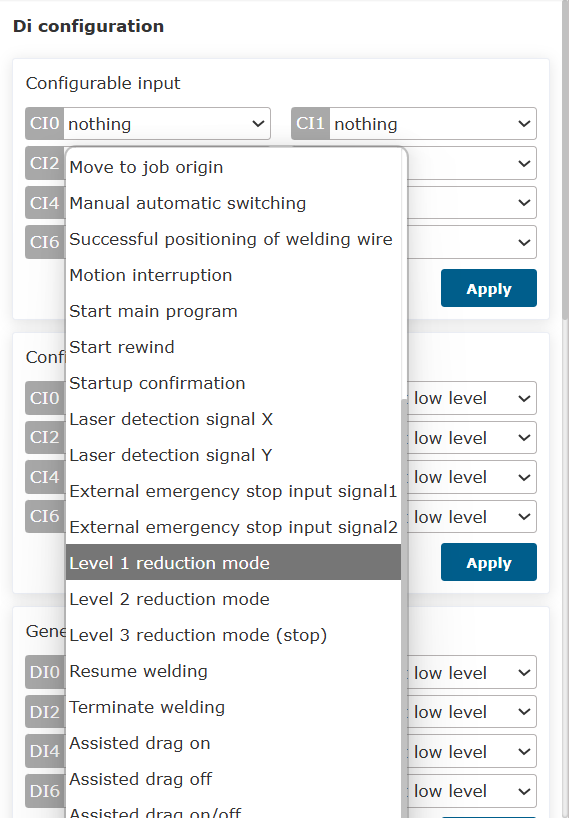 Di configuration
Configurable input
CI0 nothing CI1 nothing
CI2
CI4
CI6
Move to job origin
Manual automatic switching
Successful positioning of welding wire
Motion interruption
Start main program
Start rewind
Startup confirmation
Laser detection signal X
Laser detection signal Y
External emergency stop input signal1
External emergency stop input signal2
Level 1 reduction mode
Level 2 reduction mode
Level 3 reduction mode (stop)
Resume welding
Terminate welding
Assisted drag on
Assisted drag off
Assisted drag on/off
Apply
Conf
CI0 low level
CI2 low level
CI4 low level
CI6 low level
Apply
Gene
DI0 low level
DI2 low level
DI4 low level
DI6 low level